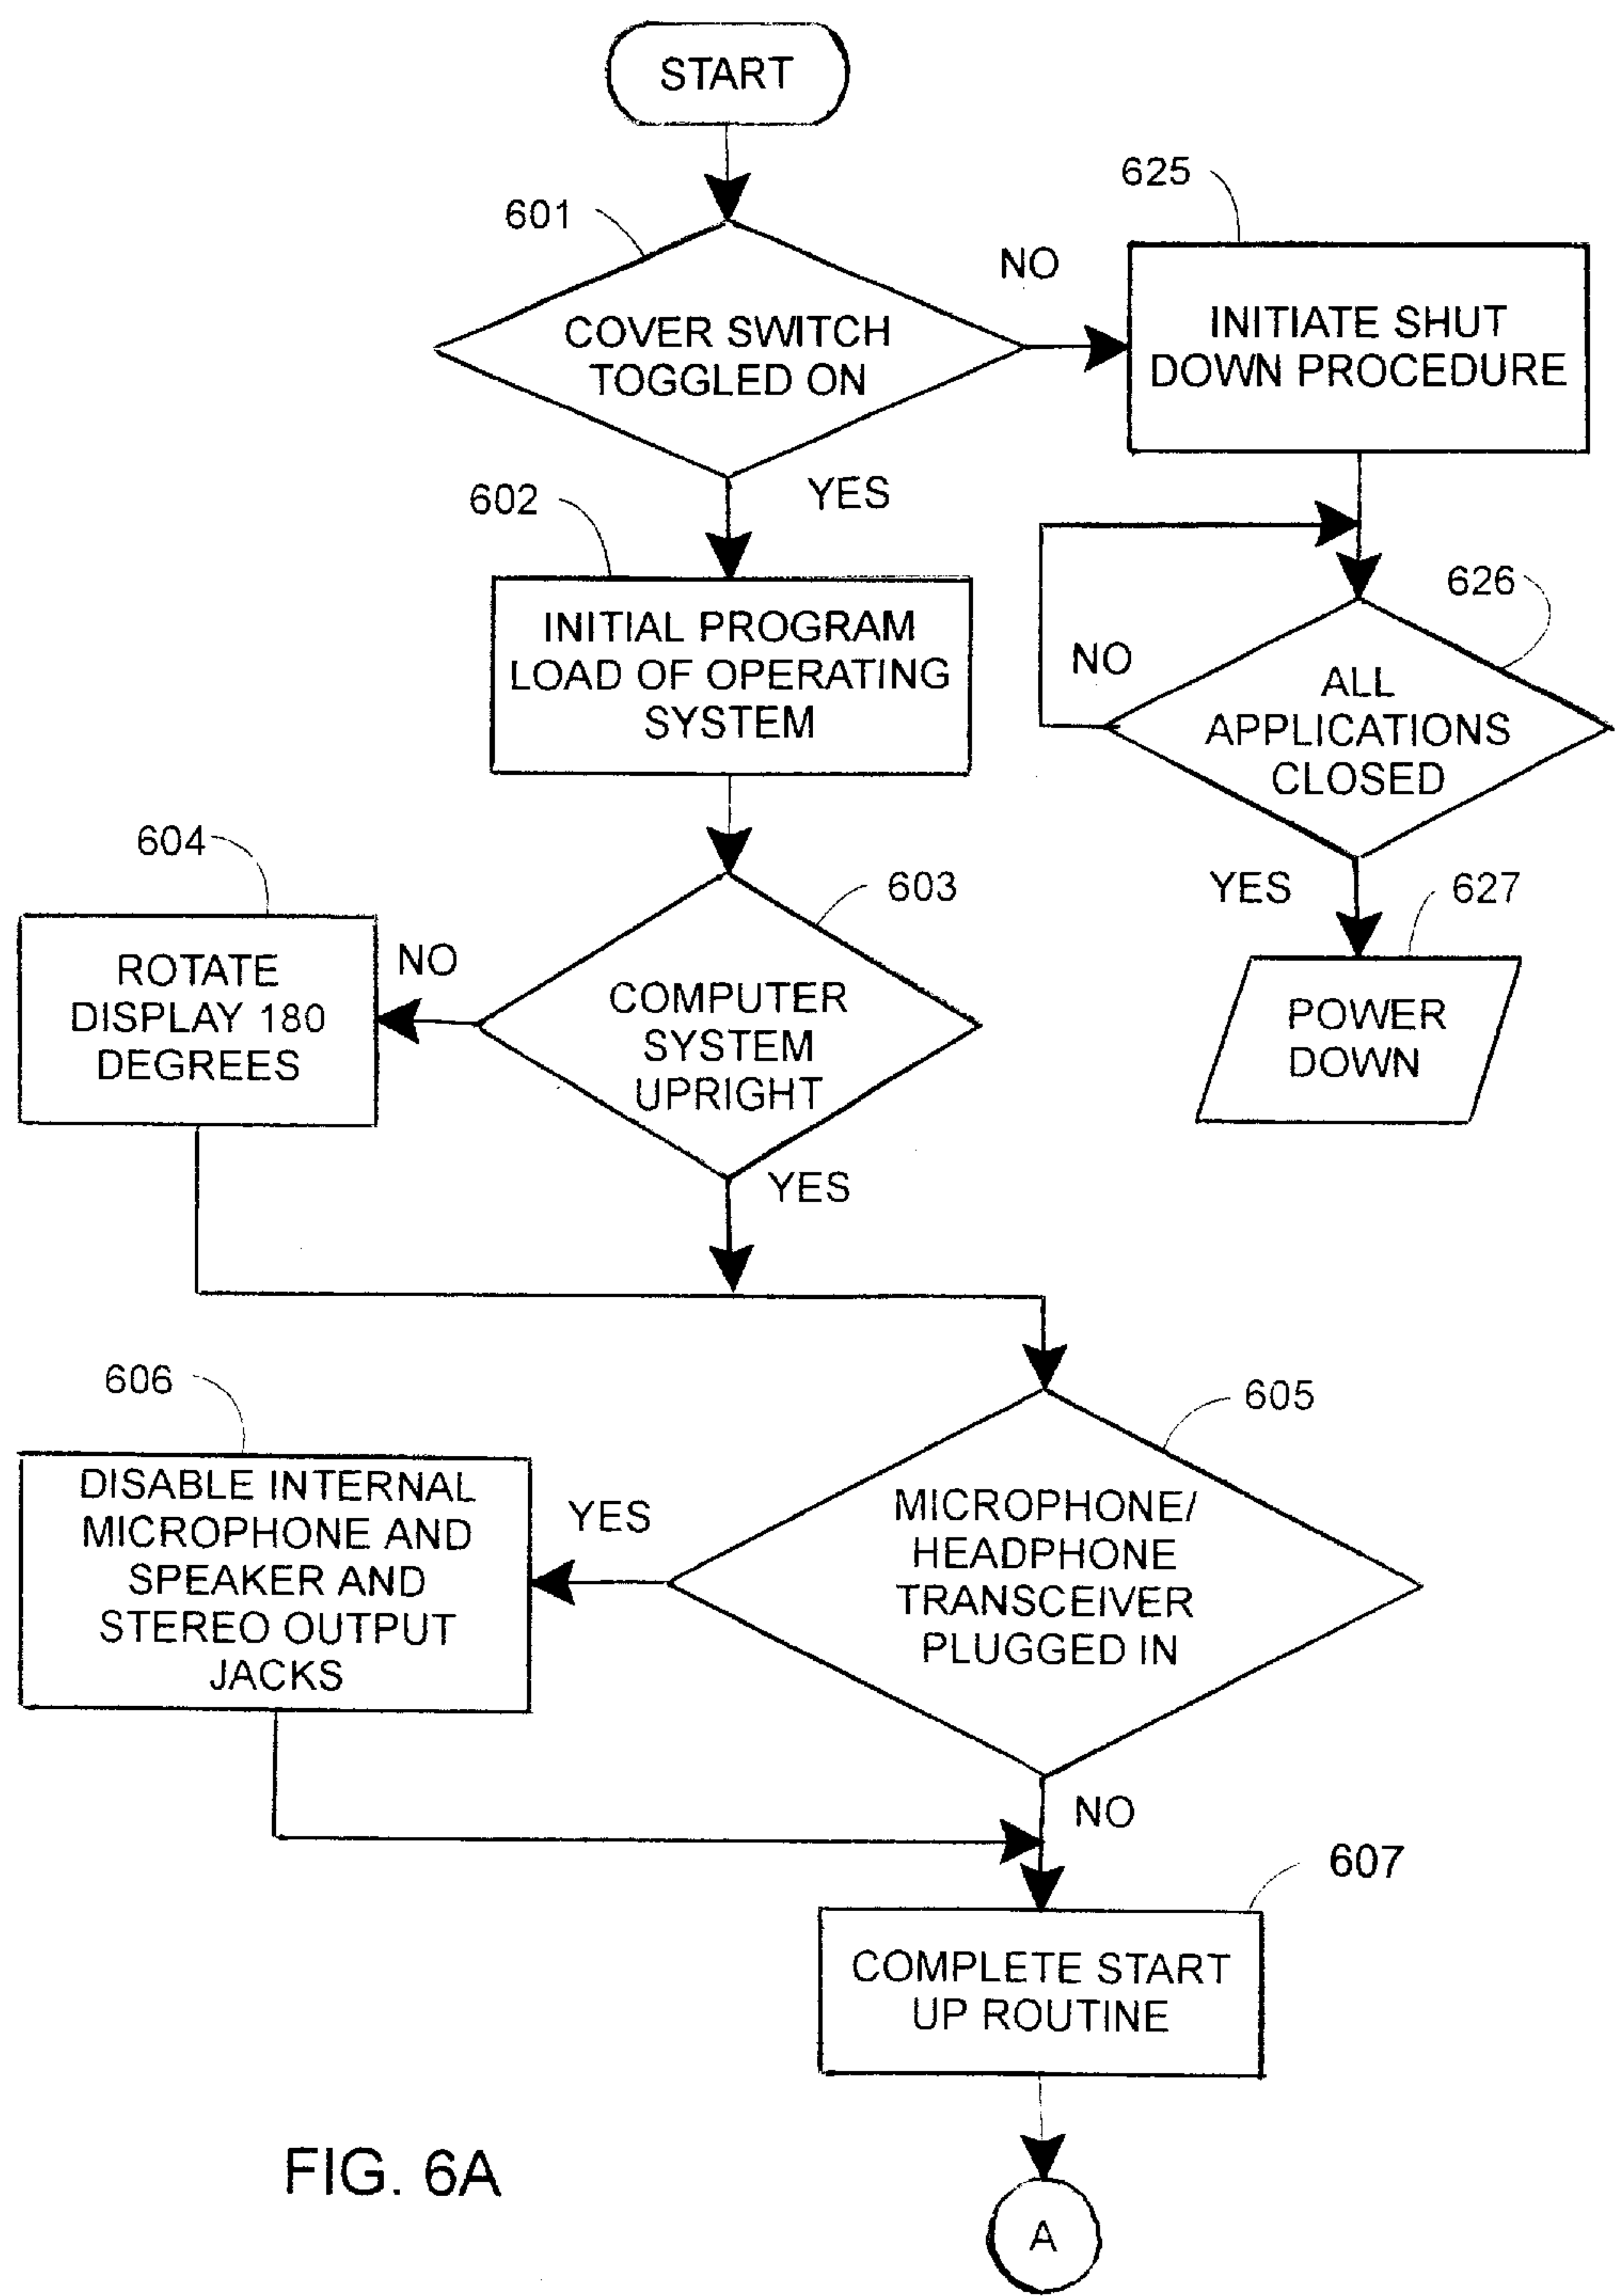 START
601
COVER SWITCH
TOGGLED ON
NO
YES
625
INITIATE SHUT
DOWN PROCEDURE
602
INITIAL PROGRAM
LOAD OF OPERATING
SYSTEM
626
NO
ALL
APPLICATIONS
CLOSED
YES
627
POWER
DOWN
603
COMPUTER
SYSTEM
UPRIGHT
NO
604
ROTATE
DISPLAY 180
DEGREES
YES
605
MICROPHONE/
HEADPHONE
TRANSCEIVER
PLUGGED IN
YES
606
DISABLE INTERNAL
MICROPHONE AND
SPEAKER AND
STEREO OUTPUT
JACKS
NO
607
COMPLETE START
UP ROUTINE
A
FIG. 6A